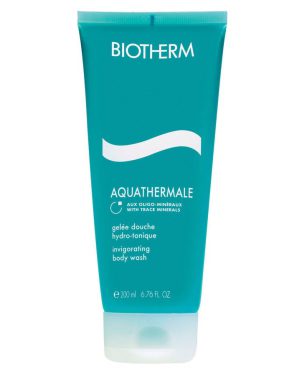 BIOTHERM
AQUATHERMALE
AUX OLIGO-MINÉRAUX
WITH TRACE MINERALS
gelée douche
hydro-tonique
invigorating
body wash
e 200 ml 6.76 FL. OZ